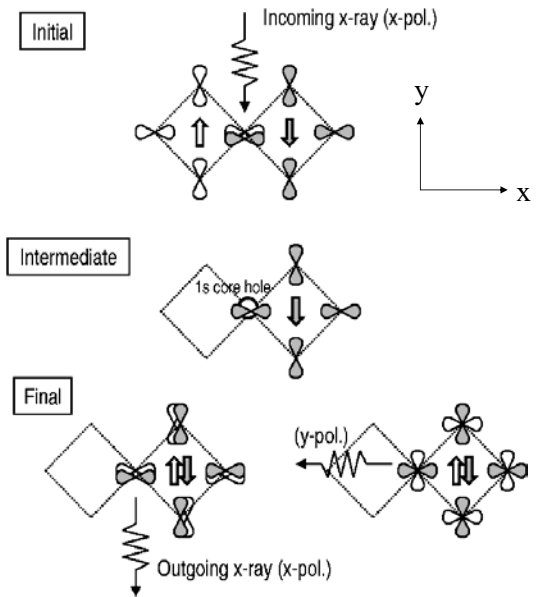 Initial
Incoming x-ray (x-pol.)
y
x
Intermediate
1s core hole
Final
(y-pol.)
Outgoing x-ray (x-pol.)